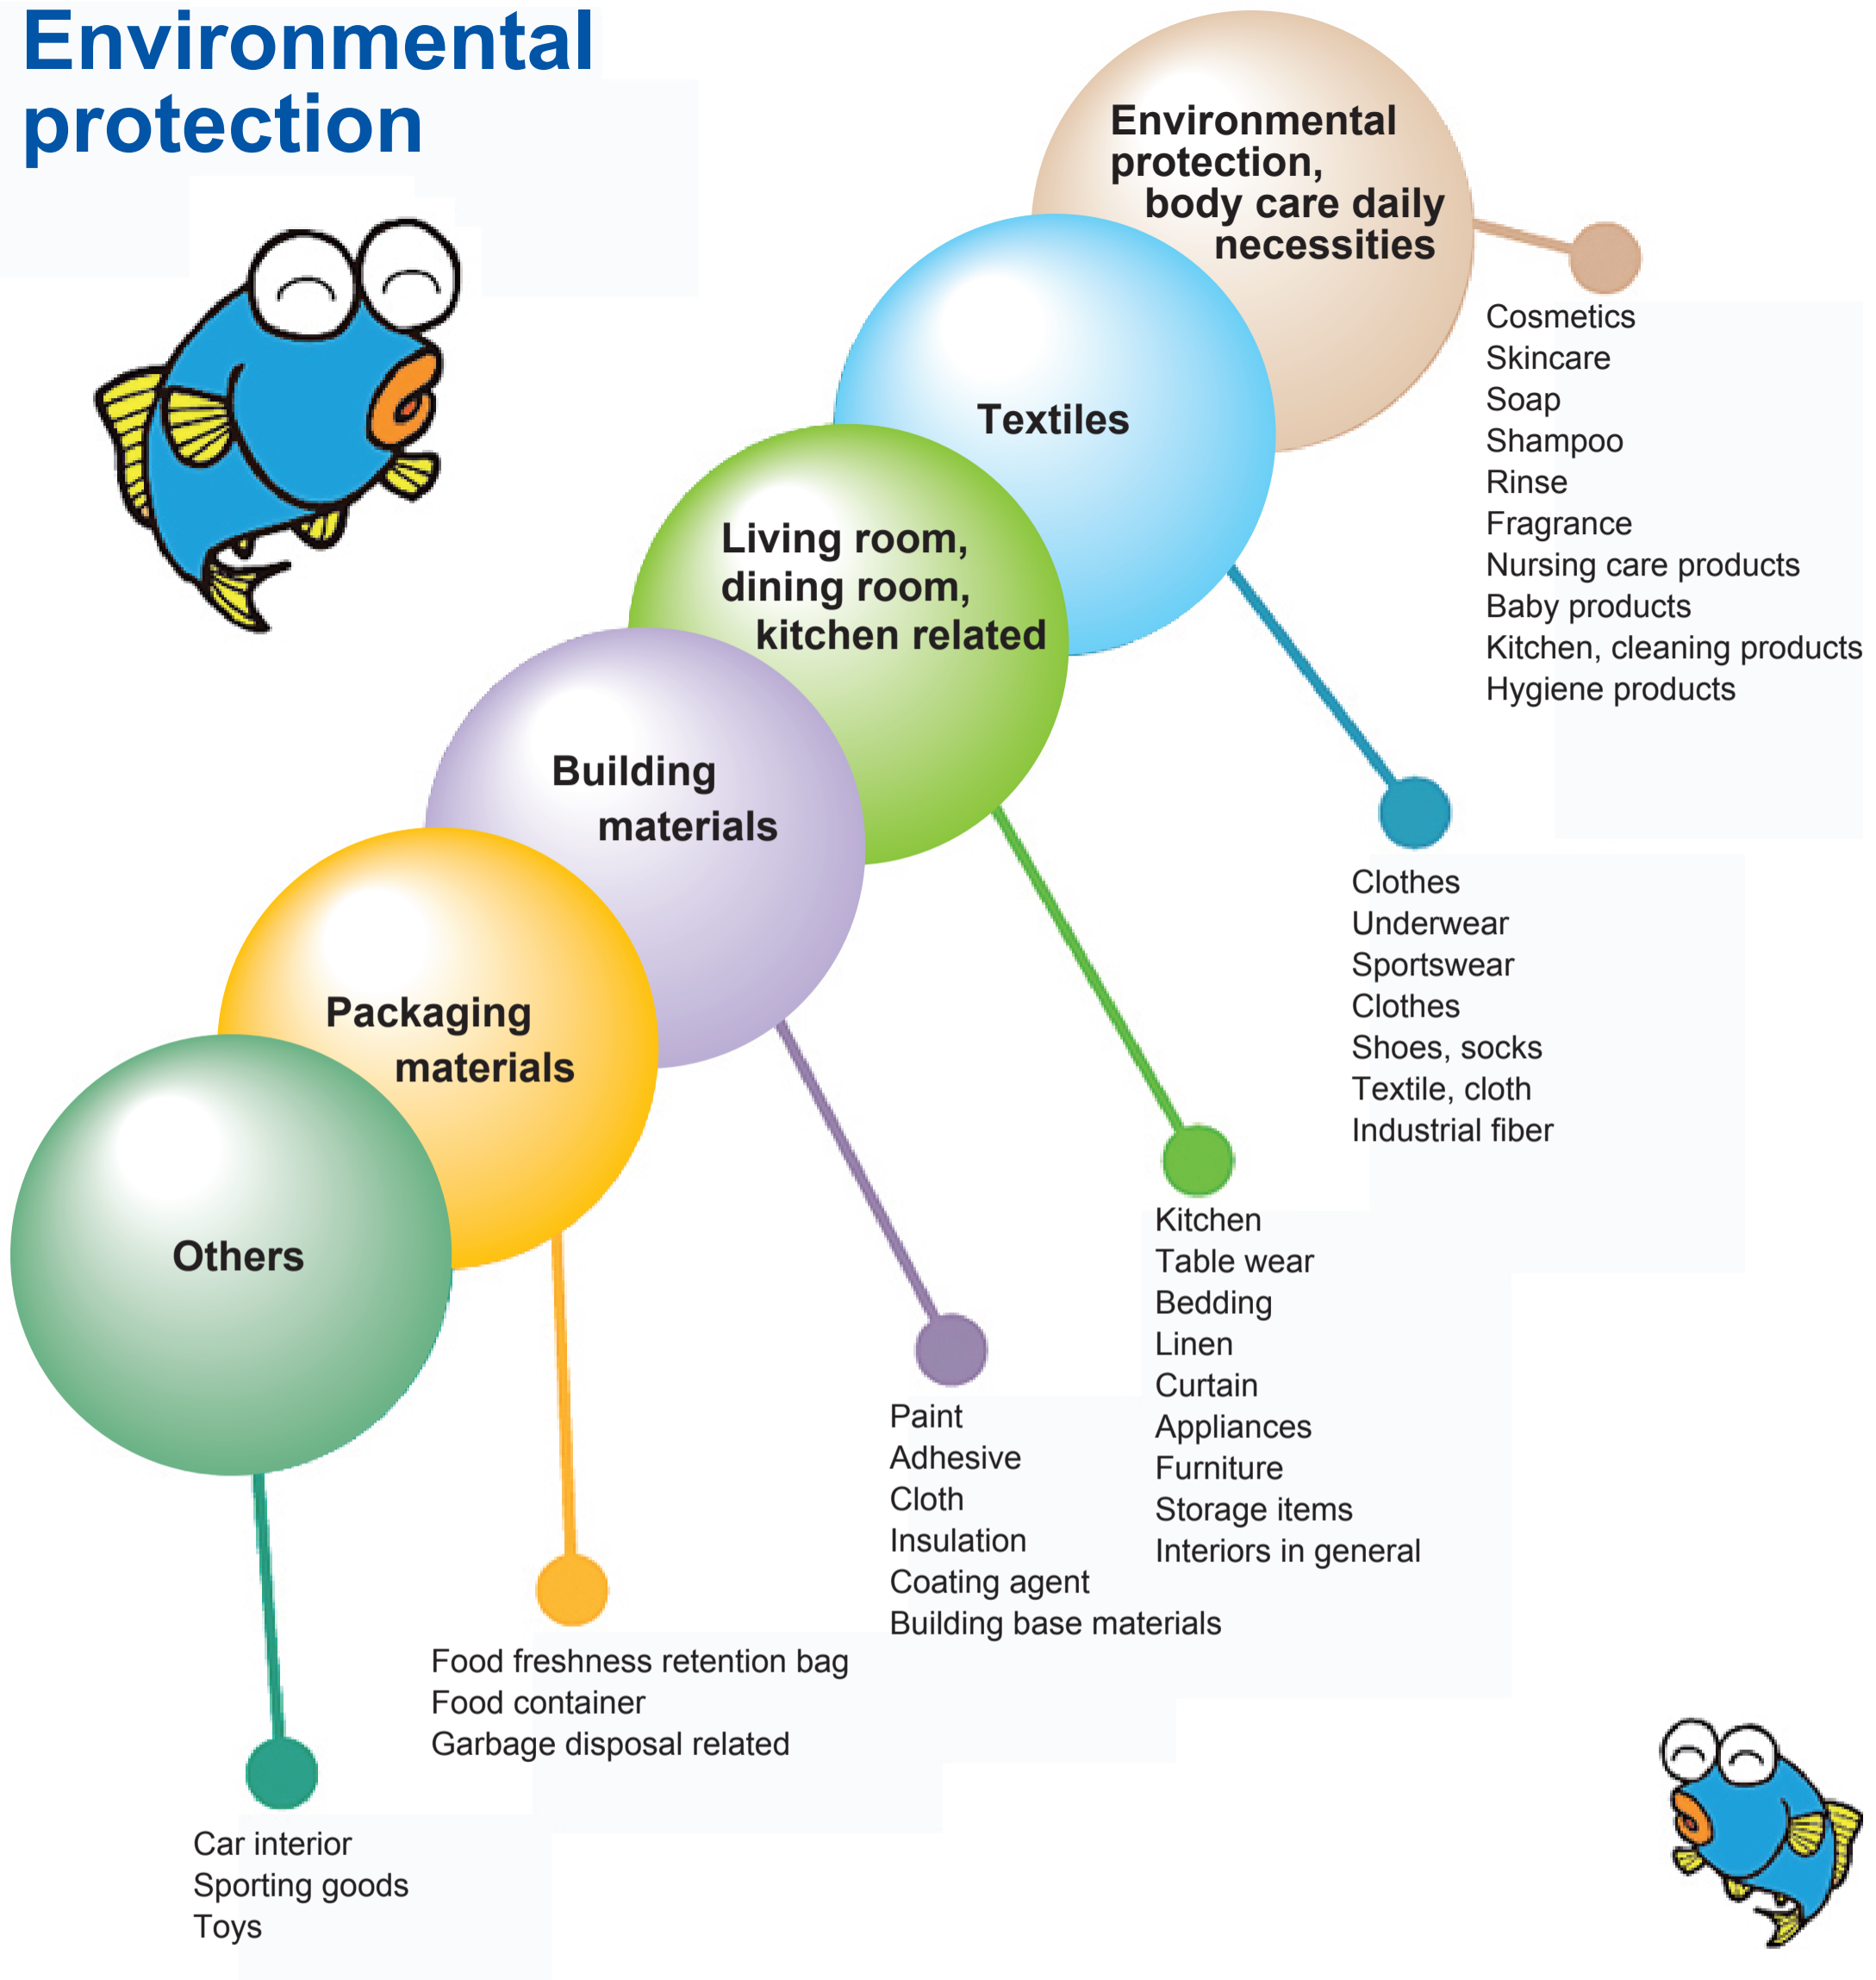 Environmental
protection
Environmental
protection,
body care daily
necessities
Cosmetics
Skincare
Soap
Shampoo
Rinse
Fragrance
Nursing care products
Baby products
Kitchen, cleaning products
Hygiene products
Textiles
Clothes
Underwear
Sportswear
Clothes
Shoes, socks
Textile, cloth
Industrial fiber
Living room,
dining room,
kitchen related
Kitchen
Table wear
Bedding
Linen
Curtain
Appliances
Furniture
Storage items
Interiors in general
Building
materials
Paint
Adhesive
Cloth
Insulation
Coating agent
Building base materials
Packaging
materials
Food freshness retention bag
Food container
Garbage disposal related
Others
Car interior
Sporting goods
Toys